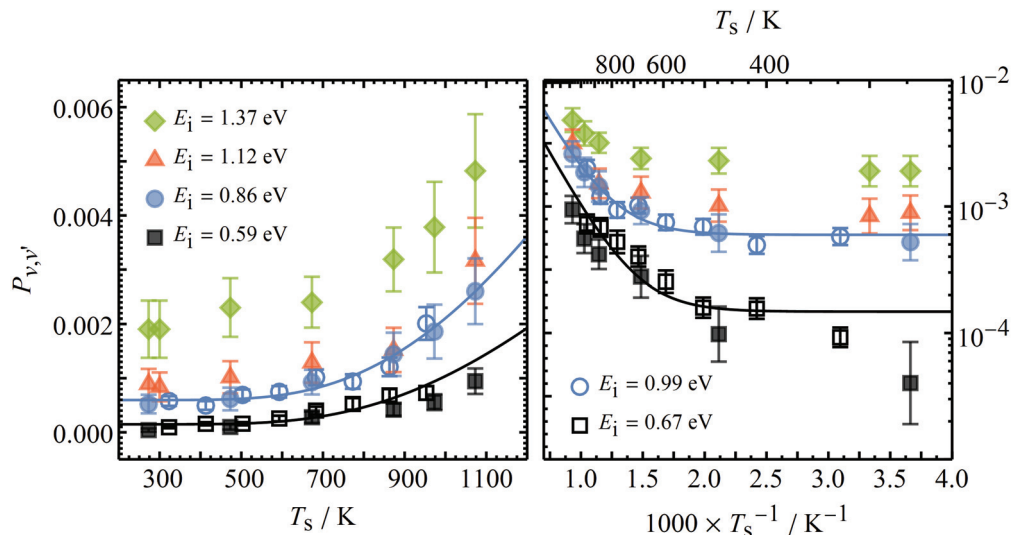 0.006
0.004
0.002
0.000
P_{v,v'}
E_i = 1.37 eV
E_i = 1.12 eV
E_i = 0.86 eV
E_i = 0.59 eV
300 500 700 900 1100
T_s / K
T_s / K
800 600 400
10^{-2}
10^{-3}
10^{-4}
E_i = 0.99 eV
E_i = 0.67 eV
1.0 1.5 2.0 2.5 3.0 3.5 4.0
1000 × T_s^{-1} / K^{-1}